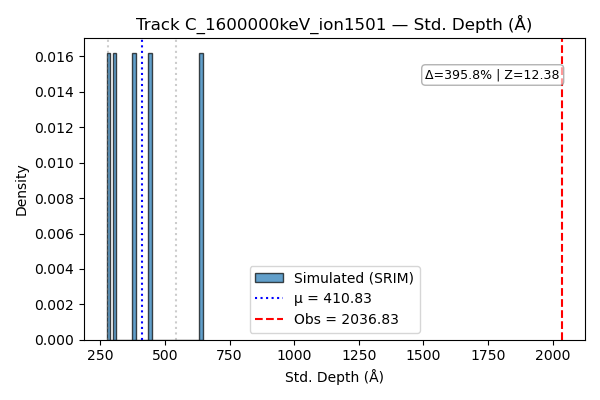 Track C_1600000keV_ion1501 — Std. Depth (Å)
Density
0.016
0.014
0.012
0.010
0.008
0.006
0.004
0.002
0.000
Δ=395.8% | Z=12.38
Simulated (SRIM)
μ = 410.83
Obs = 2036.83
250 500 750 1000 1250 1500 1750 2000
Std. Depth (Å)